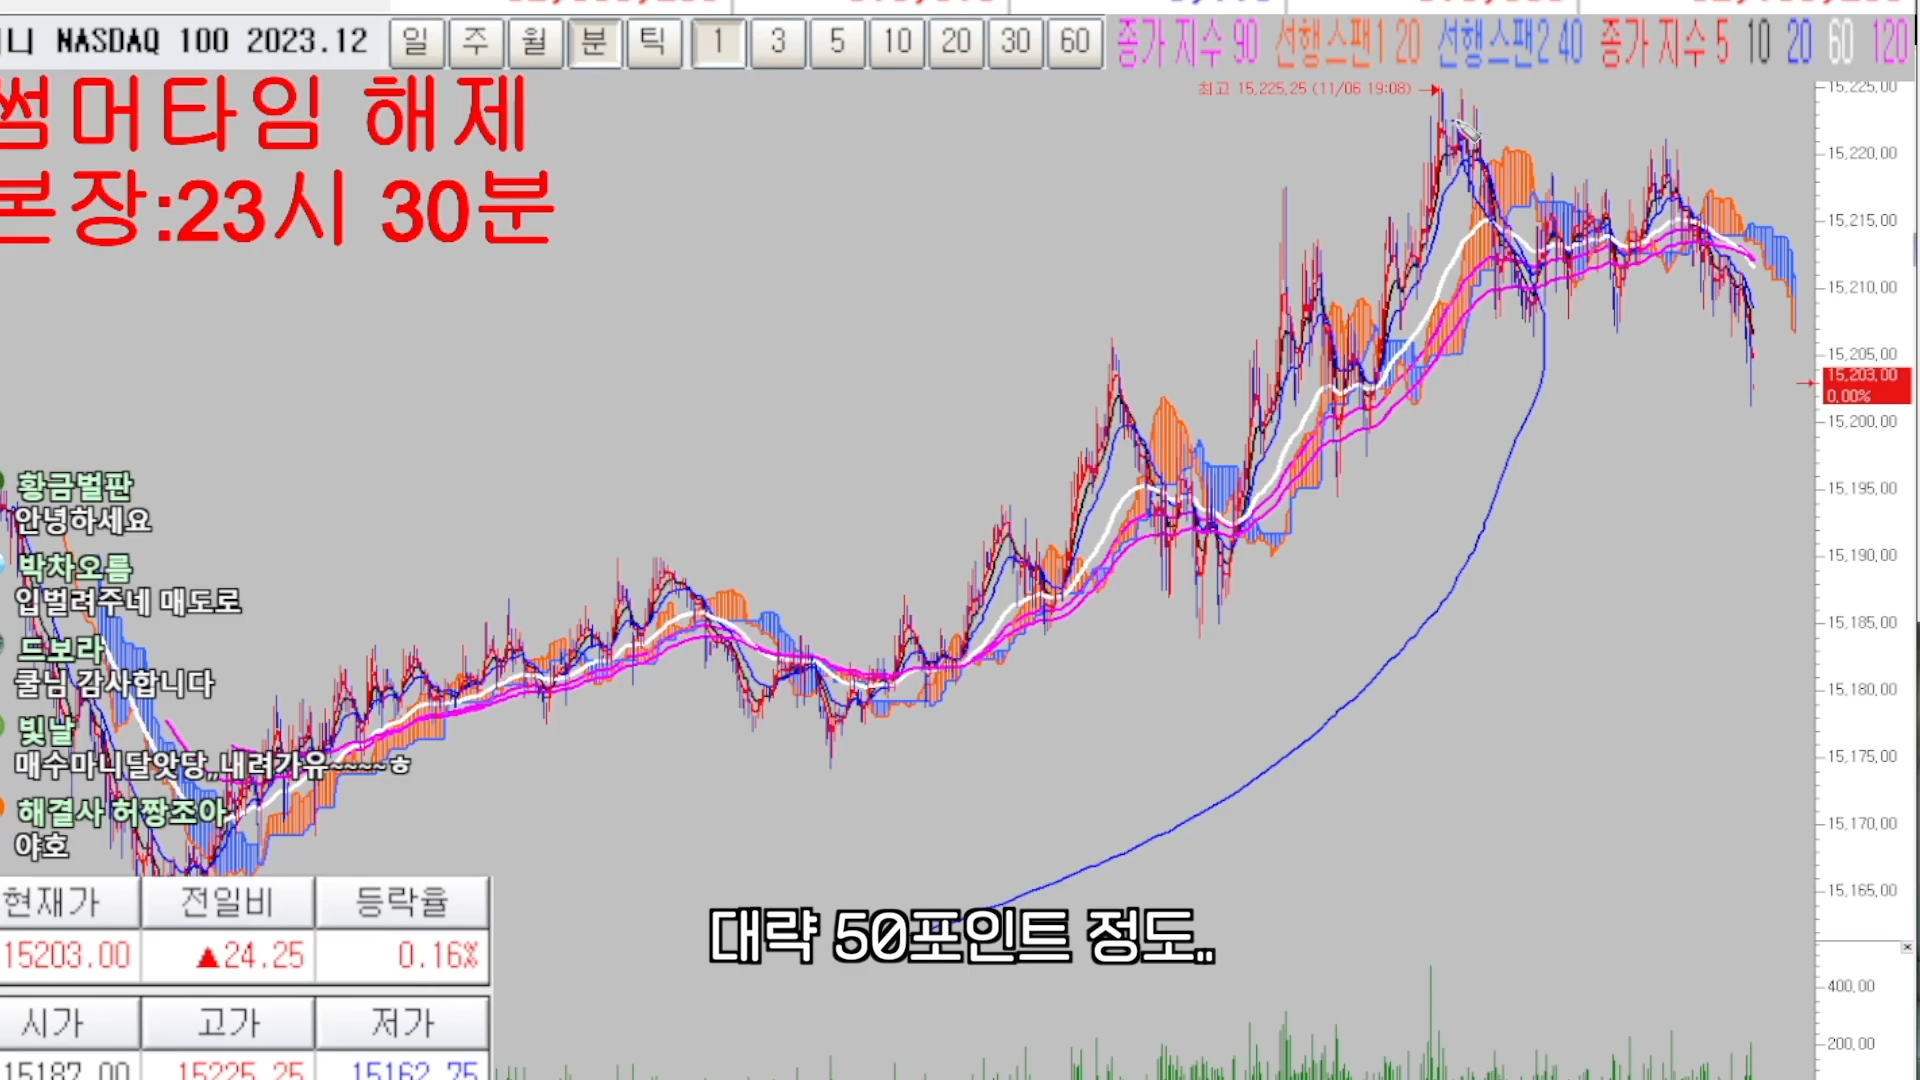 니 NASDAQ 100 2023.12 일 주 월 분 틱 1 3 5 10 20 30 60 종가 지수 90 선행스팬1 20 선행스팬2 40 종가 지수 5 10 20 60 120
썸머타임 해제
본장:23시 30분
최고 15,225.25 (11/06 19:08)
15,225,00
15,220,00
15,215,00
15,210,00
15,205,00
15,203,00
0,00%
15,200,00
15,195,00
15,190,00
15,185,00
15,180,00
15,175,00
15,170,00
15,165,00
400,00
200,00
황금벌판
안녕하세요
박차오름
입벌려주네 매도로
드보라
쿨님 감사합니다
빛날
매수마니달앗당,,내려가유~~~~ㅎ
해결사 허짱조아
야호
현재가 전일비 등락율
15203.00 ▲24.25 0.16%
시가 고가 저가
15187.00 15225.25 15162.75
대략 50포인트 정도..